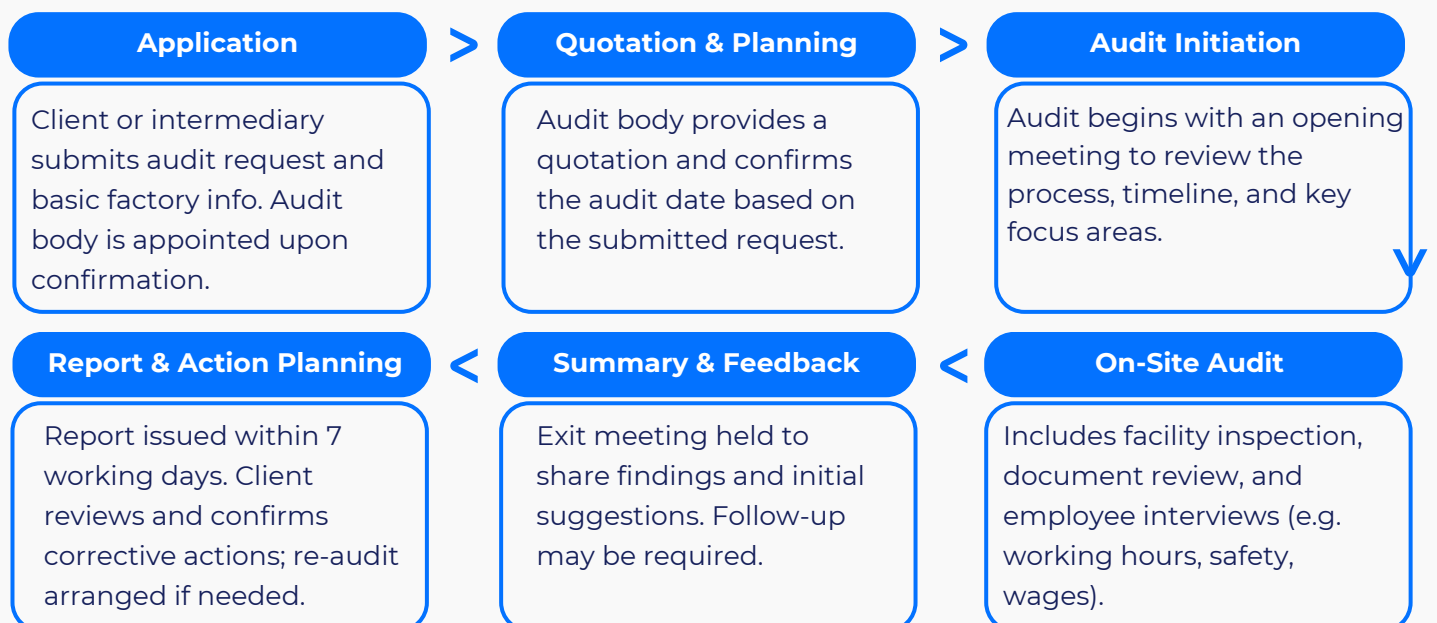 Application
>
Quotation & Planning
>
Audit Initiation
Client or intermediary
submits audit request and
basic factory info. Audit
body is appointed upon
confirmation.
Audit body provides a
quotation and confirms
the audit date based on
the submitted request.
Audit begins with an opening
meeting to review the
process, timeline, and key
focus areas.
>
On-Site Audit
<
Summary & Feedback
<
Report & Action Planning
Includes facility inspection,
document review, and
employee interviews (e.g.
working hours, safety,
wages).
Exit meeting held to
share findings and initial
suggestions. Follow-up
may be required.
Report issued within 7
working days. Client
reviews and confirms
corrective actions; re-audit
arranged if needed.